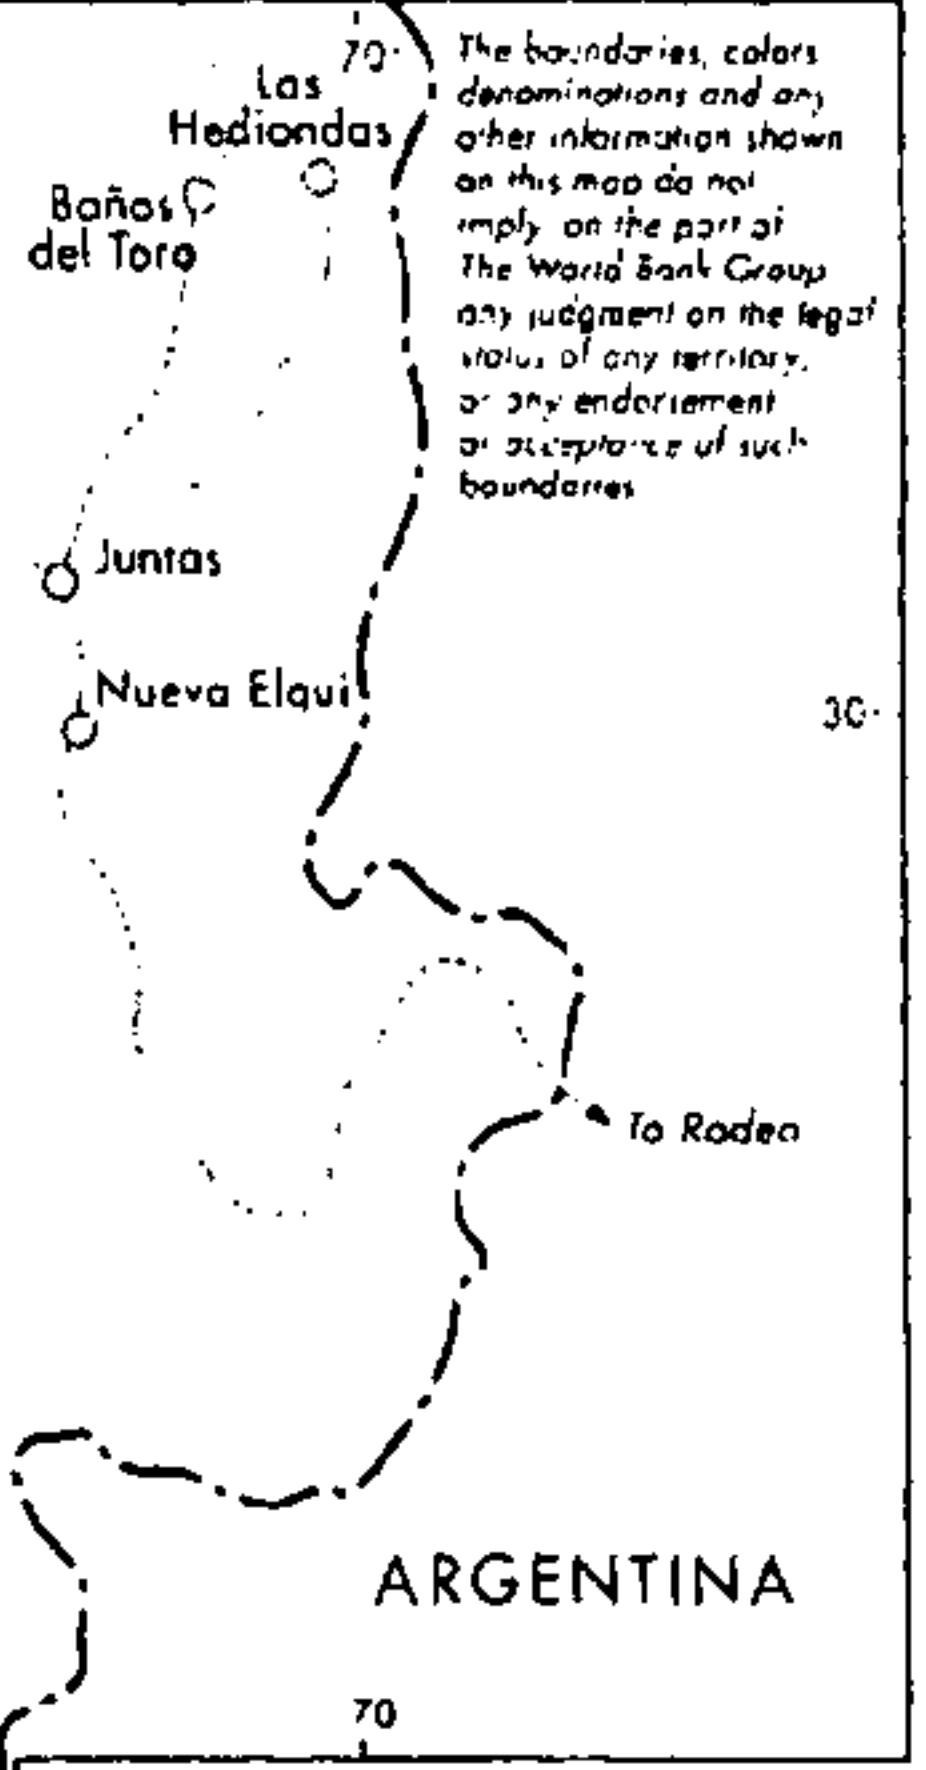 70°
Las
Hediondas
Baños
del Toro
The boundaries, colors
denominations and any
other information shown
on this map do not
imply on the part of
The World Bank Group
any judgment on the legal
status of any territory,
or any endorsement
or acceptance of such
boundaries
Juntas
Nueva Elqui
30°
To Rodeo
ARGENTINA
70